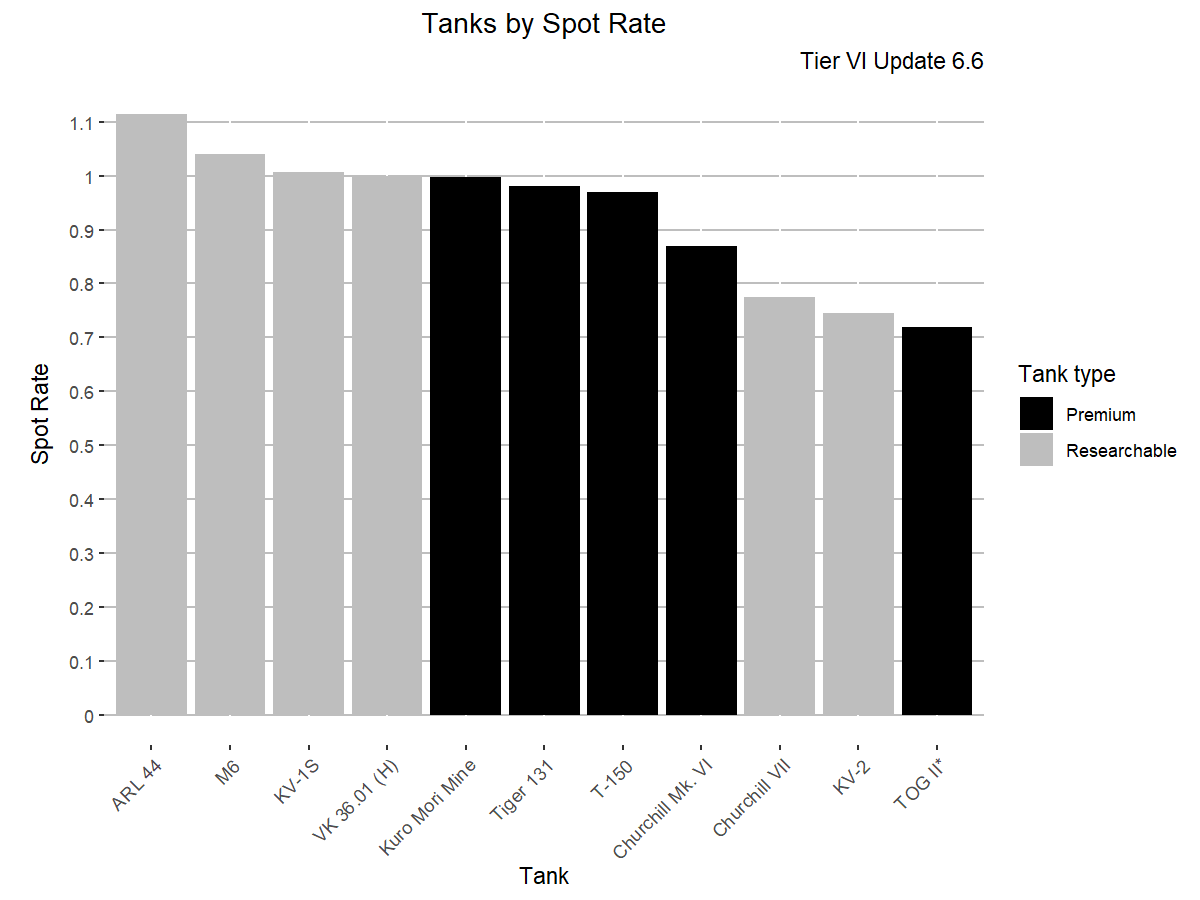 Tanks by Spot Rate
Tier VI Update 6.6
Spot Rate
1.1
1
0.9
0.8
0.7
0.6
0.5
0.4
0.3
0.2
0.1
0
ARL 44
M6
KV-1S
VK 36.01 (H)
Kuro Mori Mine
Tiger 131
T-150
Churchill Mk. VI
Churchill VII
KV-2
TOG II*
Tank
Tank type
Premium
Researchable